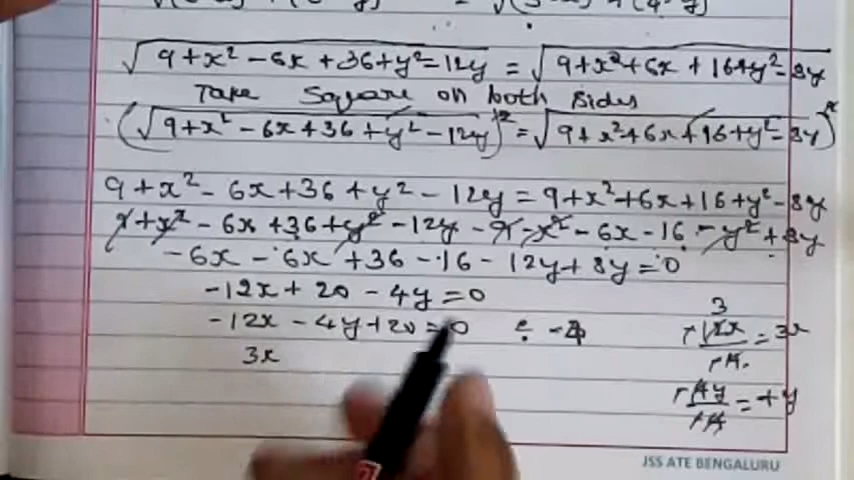 √9+x²-6x+36+y²-12y = √9+x²+6x+16+y²-8y
Take Square on both Sides
(√9+x²-6x+36+y²-12y)² = √9+x²+6x+16+y²-8y)²
9+x²-6x+36+y²-12y=9+x²+6x+16+y²-8y
9+x²-6x+36+y²-12y-9-x²-6x-16-y²+8y
-6x-6x+36-16-12y+8y=0
-12x+20-4y=0
-12x-4y+20=0 ÷ -4
3x
3
-12x/-4 = 3x
-4y/-4 = +y
JSS ATE BENGALURU